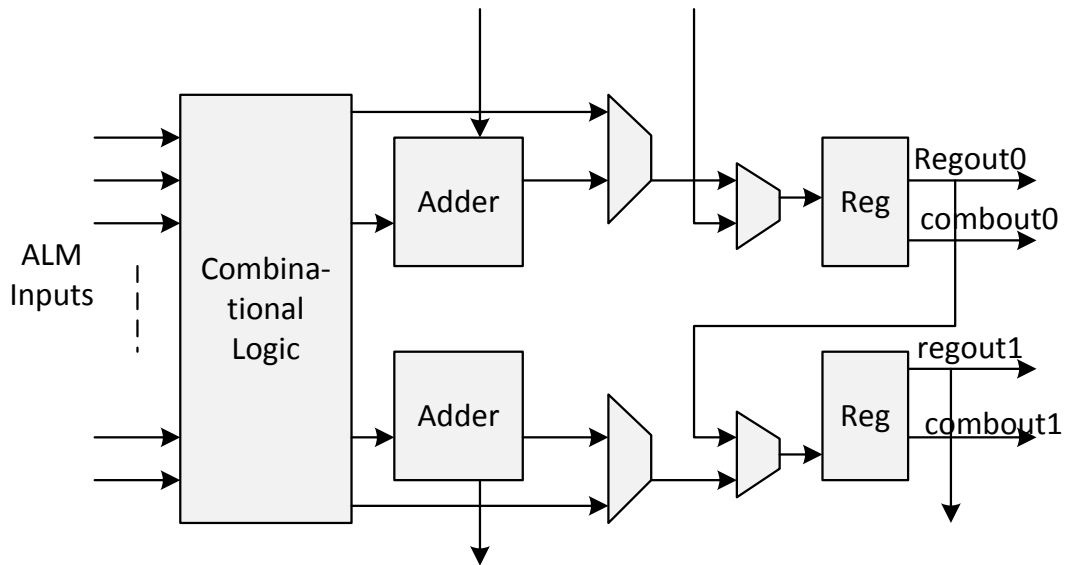 ALM
Inputs
Combina-
tional
Logic
Adder
Adder
Reg
Regout0
combout0
Reg
regout1
combout1